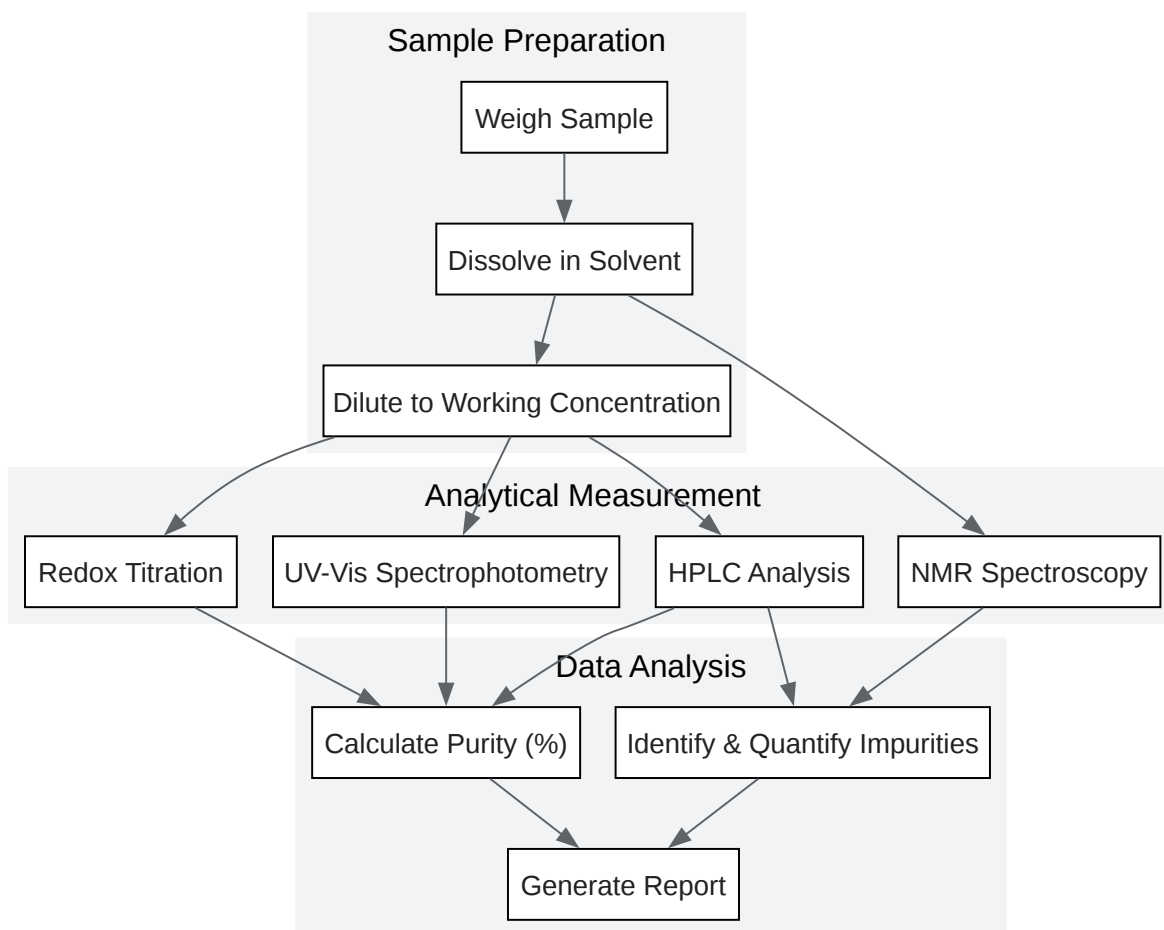 Sample Preparation
Weigh Sample
Dissolve in Solvent
Dilute to Working Concentration
Analytical Measurement
Redox Titration
UV-Vis Spectrophotometry
HPLC Analysis
NMR Spectroscopy
Data Analysis
Calculate Purity (%)
Identify & Quantify Impurities
Generate Report